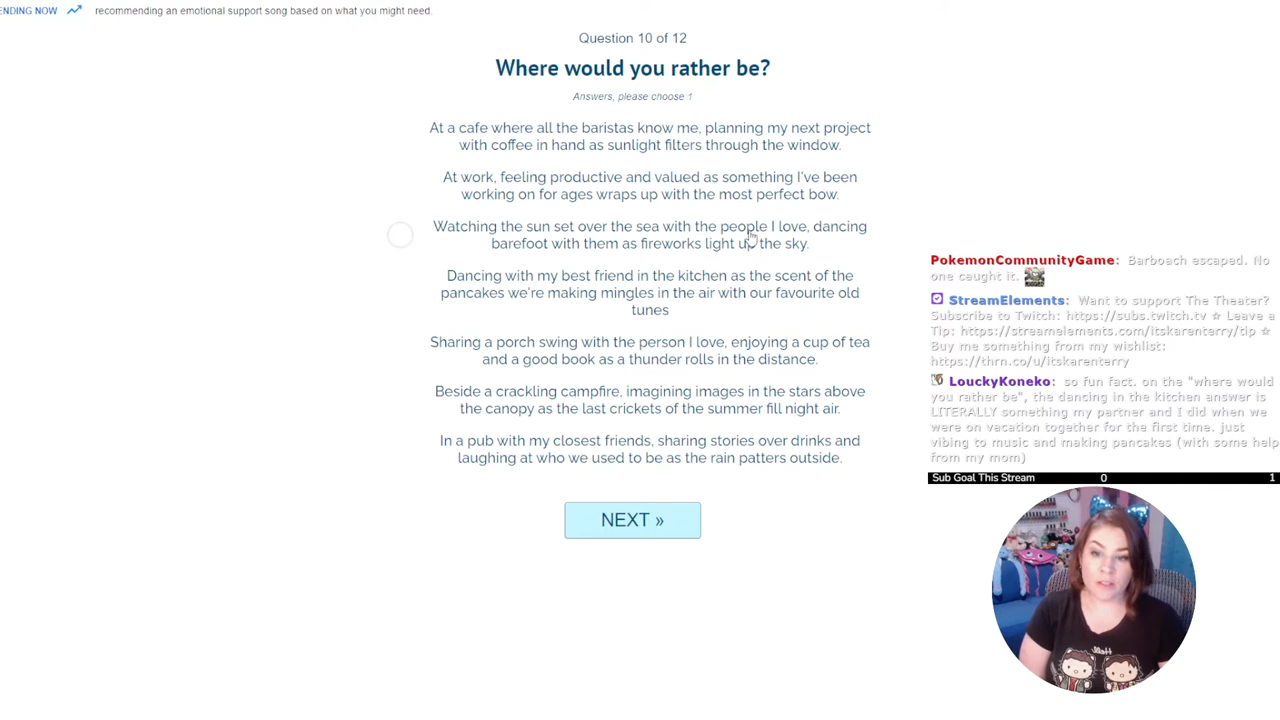 ENDING NOW recommending an emotional support song based on what you might need.
Question 10 of 12
Where would you rather be?
Answers, please choose 1
At a cafe where all the baristas know me, planning my next project
with coffee in hand as sunlight filters through the window.
At work, feeling productive and valued as something I've been
working on for ages wraps up with the most perfect bow.
Watching the sun set over the sea with the people I love, dancing
barefoot with them as fireworks light up the sky.
Dancing with my best friend in the kitchen as the scent of the
pancakes we're making mingles in the air with our favourite old
tunes
Sharing a porch swing with the person I love, enjoying a cup of tea
and a good book as a thunder rolls in the distance.
Beside a crackling campfire, imagining images in the stars above
the canopy as the last crickets of the summer fill night air.
In a pub with my closest friends, sharing stories over drinks and
laughing at who we used to be as the rain patters outside.
NEXT »
PokemonCommunityGame: Barboach escaped. No
one caught it.
StreamElements: Want to support The Theater?
Subscribe to Twitch: https://subs.twitch.tv ☆ Leave a
Tip: https://streamelements.com/itskarenterry/tip ☆
Buy me something from my wishlist:
https://thrn.co/u/itskarenterry
LouckyKoneko: so fun fact. on the "where would
you rather be", the dancing in the kitchen answer is
LITERALLY something my partner and I did when we
were on vacation together for the first time. just
vibing to music and making pancakes (with some help
from my mom)
Sub Goal This Stream 0 1